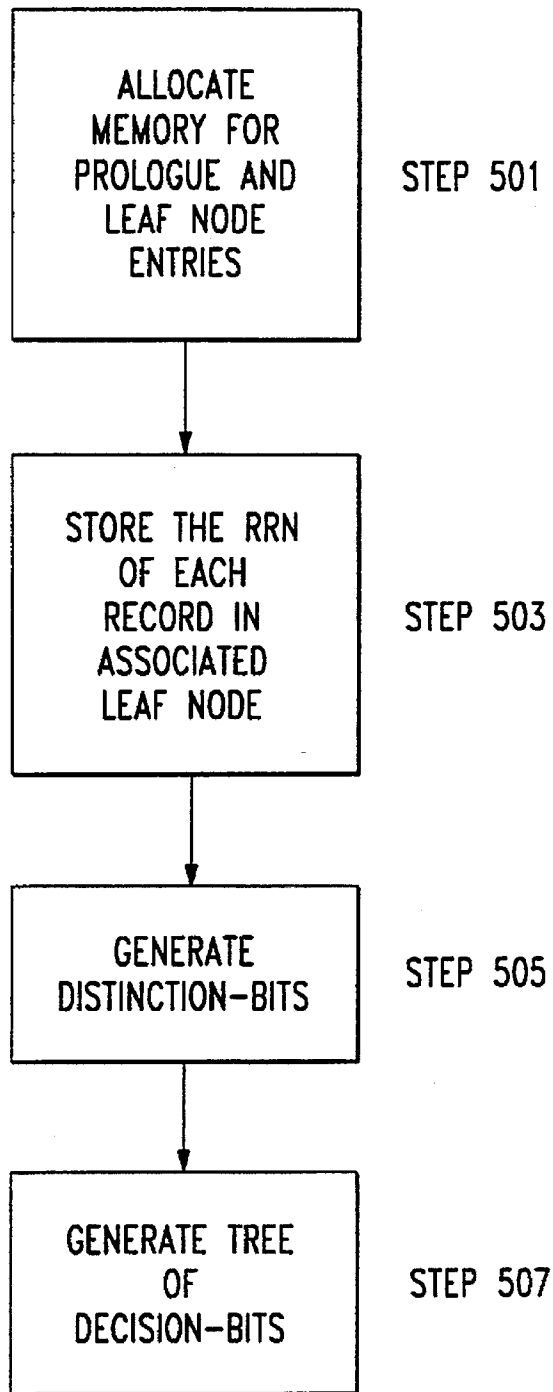 ALLOCATE
MEMORY FOR
PROLOGUE AND
LEAF NODE
ENTRIES
STEP 501
STORE THE RRN
OF EACH
RECORD IN
ASSOCIATED
LEAF NODE
STEP 503
GENERATE
DISTINCTION-BITS
STEP 505
GENERATE TREE
OF
DECISION-BITS
STEP 507